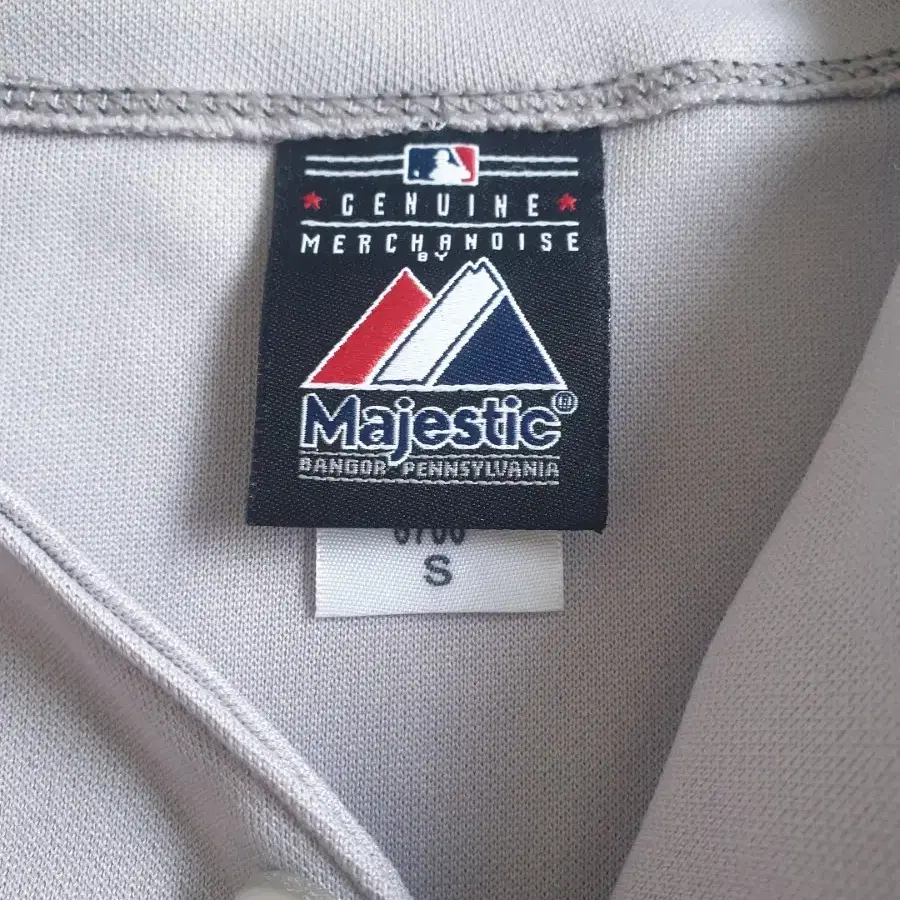 GENUINE
MERCHANDISE
BY
Majestic®
BANGOR PENNSYLVANIA
S